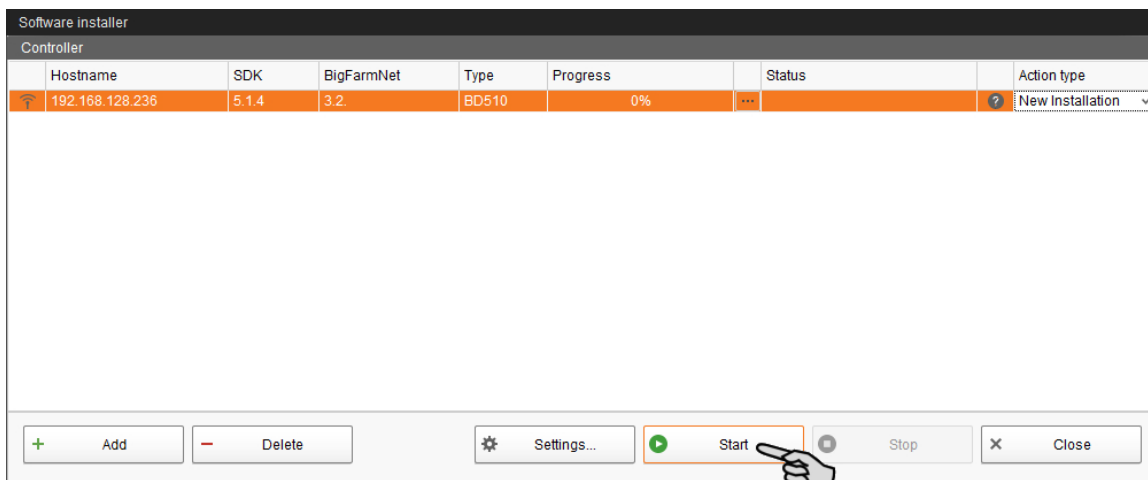 Software installer
Controller
Hostname SDK BigFarmNet Type Progress Status Action type
192.168.128.236 5.1.4 3.2. BD510 0% ... ? New Installation
Add Delete Settings... Start Stop Close